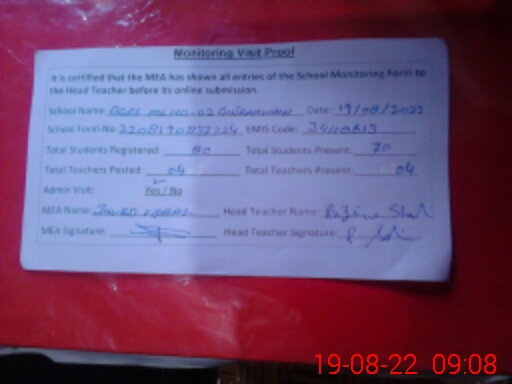 Monitoring Visit Proof
It is certified that the MEA has shown all entries of the School Monitoring Form to
the Head Teacher before its online submission.
School Name: Date: 19/08/2022
School Form No: EMIS Code:
Total Students Registered: 80 Total Students Present: 70
Total Teachers Posted: 04 Total Teachers Present: 04
Admin Visit: Yes / No
MEA Name: Head Teacher Name:
MEA Signature: Head Teacher Signature:
19-08-22 09:08